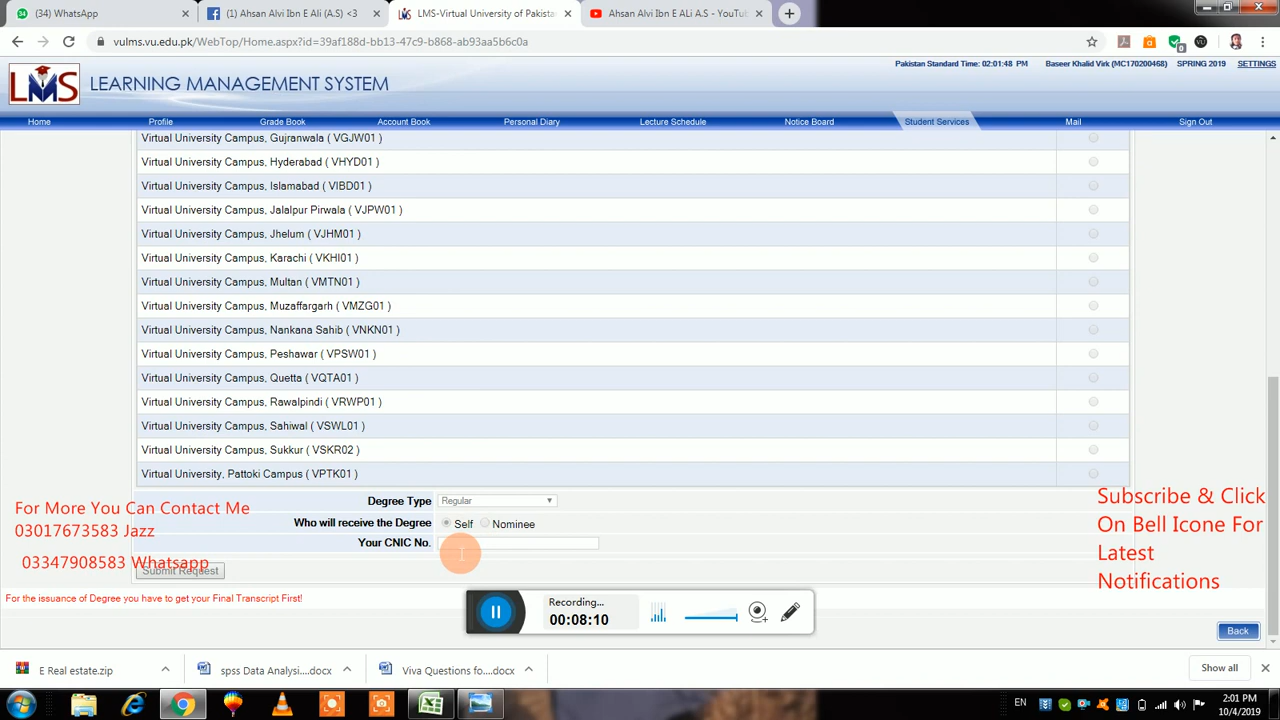 (34) WhatsApp
(1) Ahsan Alvi Ibn E Ali (A.S) <3
LMS-Virtual University of Pakista
Ahsan Alvi Ibn E ALi A.S - YouTu
vulms.vu.edu.pk/WebTop/Home.aspx?id=39af188d-bb13-47c9-b868-ab93aa5b6c0a
LMS
LEARNING MANAGEMENT SYSTEM
Pakistan Standard Time: 02:01:48 PM
Baseer Khalid Virk (MC170200468)
SPRING 2019
SETTINGS
Home
Profile
Grade Book
Account Book
Personal Diary
Lecture Schedule
Notice Board
Student Services
Mail
Sign Out
Virtual University Campus, Gujranwala ( VGJW01 )
Virtual University Campus, Hyderabad ( VHYD01 )
Virtual University Campus, Islamabad ( VIBD01 )
Virtual University Campus, Jalalpur Pirwala ( VJPW01 )
Virtual University Campus, Jhelum ( VJHM01 )
Virtual University Campus, Karachi ( VKHI01 )
Virtual University Campus, Multan ( VMTN01 )
Virtual University Campus, Muzaffargarh ( VMZG01 )
Virtual University Campus, Nankana Sahib ( VNKN01 )
Virtual University Campus, Peshawar ( VPSW01 )
Virtual University Campus, Quetta ( VQTA01 )
Virtual University Campus, Rawalpindi ( VRWP01 )
Virtual University Campus, Sahiwal ( VSWL01 )
Virtual University Campus, Sukkur ( VSKR02 )
Virtual University, Pattoki Campus ( VPTK01 )
Degree Type
Regular
Who will receive the Degree
Self
Nominee
Your CNIC No.
Submit Request
For the issuance of Degree you have to get your Final Transcript First!
For More You Can Contact Me
03017673583 Jazz
03347908583 Whatsapp
Subscribe & Click
On Bell Icone For
Latest
Notifications
Recording...
00:08:10
Back
E Real estate.zip
spss Data Analysi....docx
Viva Questions fo....docx
Show all
EN
2:01 PM
10/4/2019